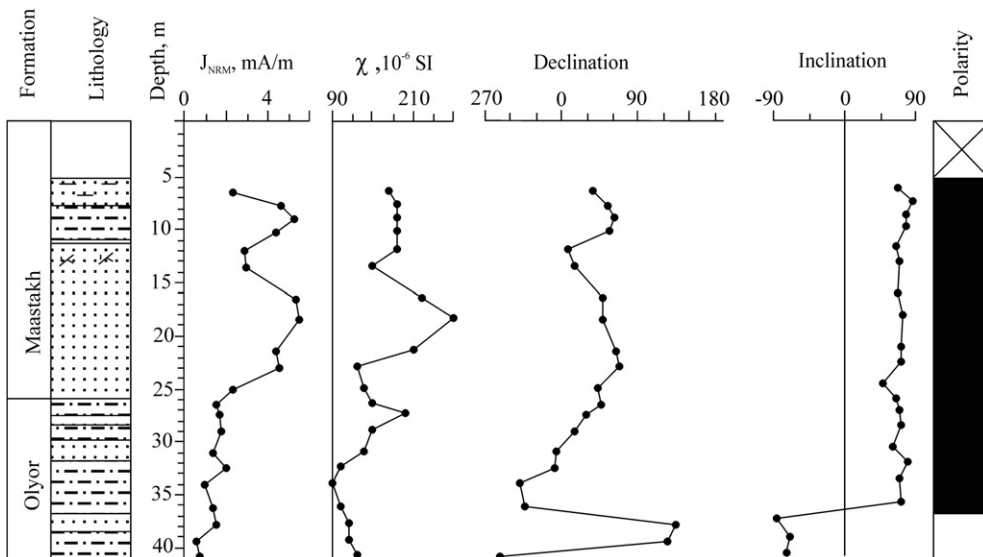 Formation
Lithology
Depth, m
J NRM, mA/m
χ ,10⁻⁶ SI
Declination
Inclination
Polarity
0 4
90 210
270 0 90 180
-90 0 90
5
10
15
20
25
30
35
40
Maastakh
Olyor